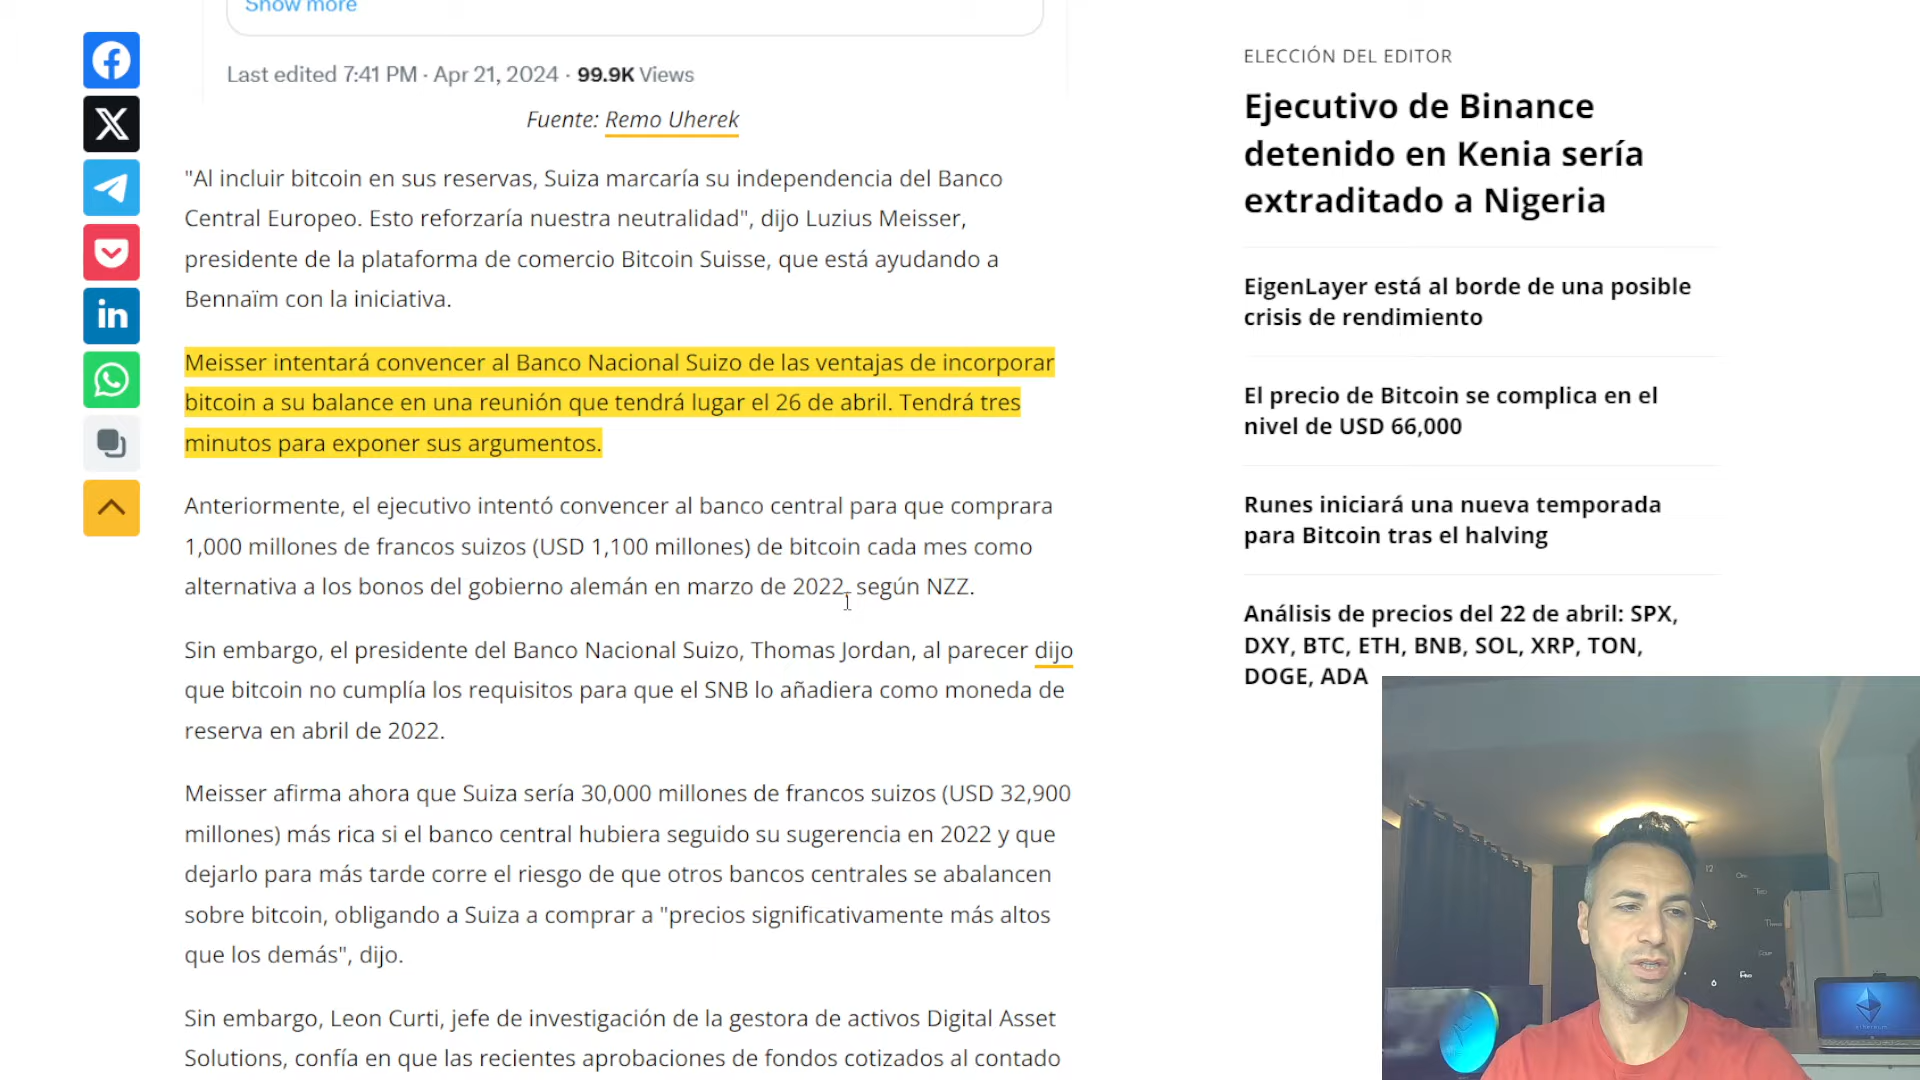 Show more
Last edited 7:41 PM · Apr 21, 2024 · 99.9K Views
Fuente: Remo Uherek
"Al incluir bitcoin en sus reservas, Suiza marcaría su independencia del Banco
Central Europeo. Esto reforzaría nuestra neutralidad", dijo Luzius Meisser,
presidente de la plataforma de comercio Bitcoin Suisse, que está ayudando a
Bennaïm con la iniciativa.
Meisser intentará convencer al Banco Nacional Suizo de las ventajas de incorporar
bitcoin a su balance en una reunión que tendrá lugar el 26 de abril. Tendrá tres
minutos para exponer sus argumentos.
Anteriormente, el ejecutivo intentó convencer al banco central para que comprara
1,000 millones de francos suizos (USD 1,100 millones) de bitcoin cada mes como
alternativa a los bonos del gobierno alemán en marzo de 2022, según NZZ.
Sin embargo, el presidente del Banco Nacional Suizo, Thomas Jordan, al parecer dijo
que bitcoin no cumplía los requisitos para que el SNB lo añadiera como moneda de
reserva en abril de 2022.
Meisser afirma ahora que Suiza sería 30,000 millones de francos suizos (USD 32,900
millones) más rica si el banco central hubiera seguido su sugerencia en 2022 y que
dejarlo para más tarde corre el riesgo de que otros bancos centrales se abalancen
sobre bitcoin, obligando a Suiza a comprar a "precios significativamente más altos
que los demás", dijo.
Sin embargo, Leon Curti, jefe de investigación de la gestora de activos Digital Asset
Solutions, confía en que las recientes aprobaciones de fondos cotizados al contado
ELECCIÓN DEL EDITOR
Ejecutivo de Binance
detenido en Kenia sería
extraditado a Nigeria
EigenLayer está al borde de una posible
crisis de rendimiento
El precio de Bitcoin se complica en el
nivel de USD 66,000
Runes iniciará una nueva temporada
para Bitcoin tras el halving
Análisis de precios del 22 de abril: SPX,
DXY, BTC, ETH, BNB, SOL, XRP, TON,
DOGE, ADA